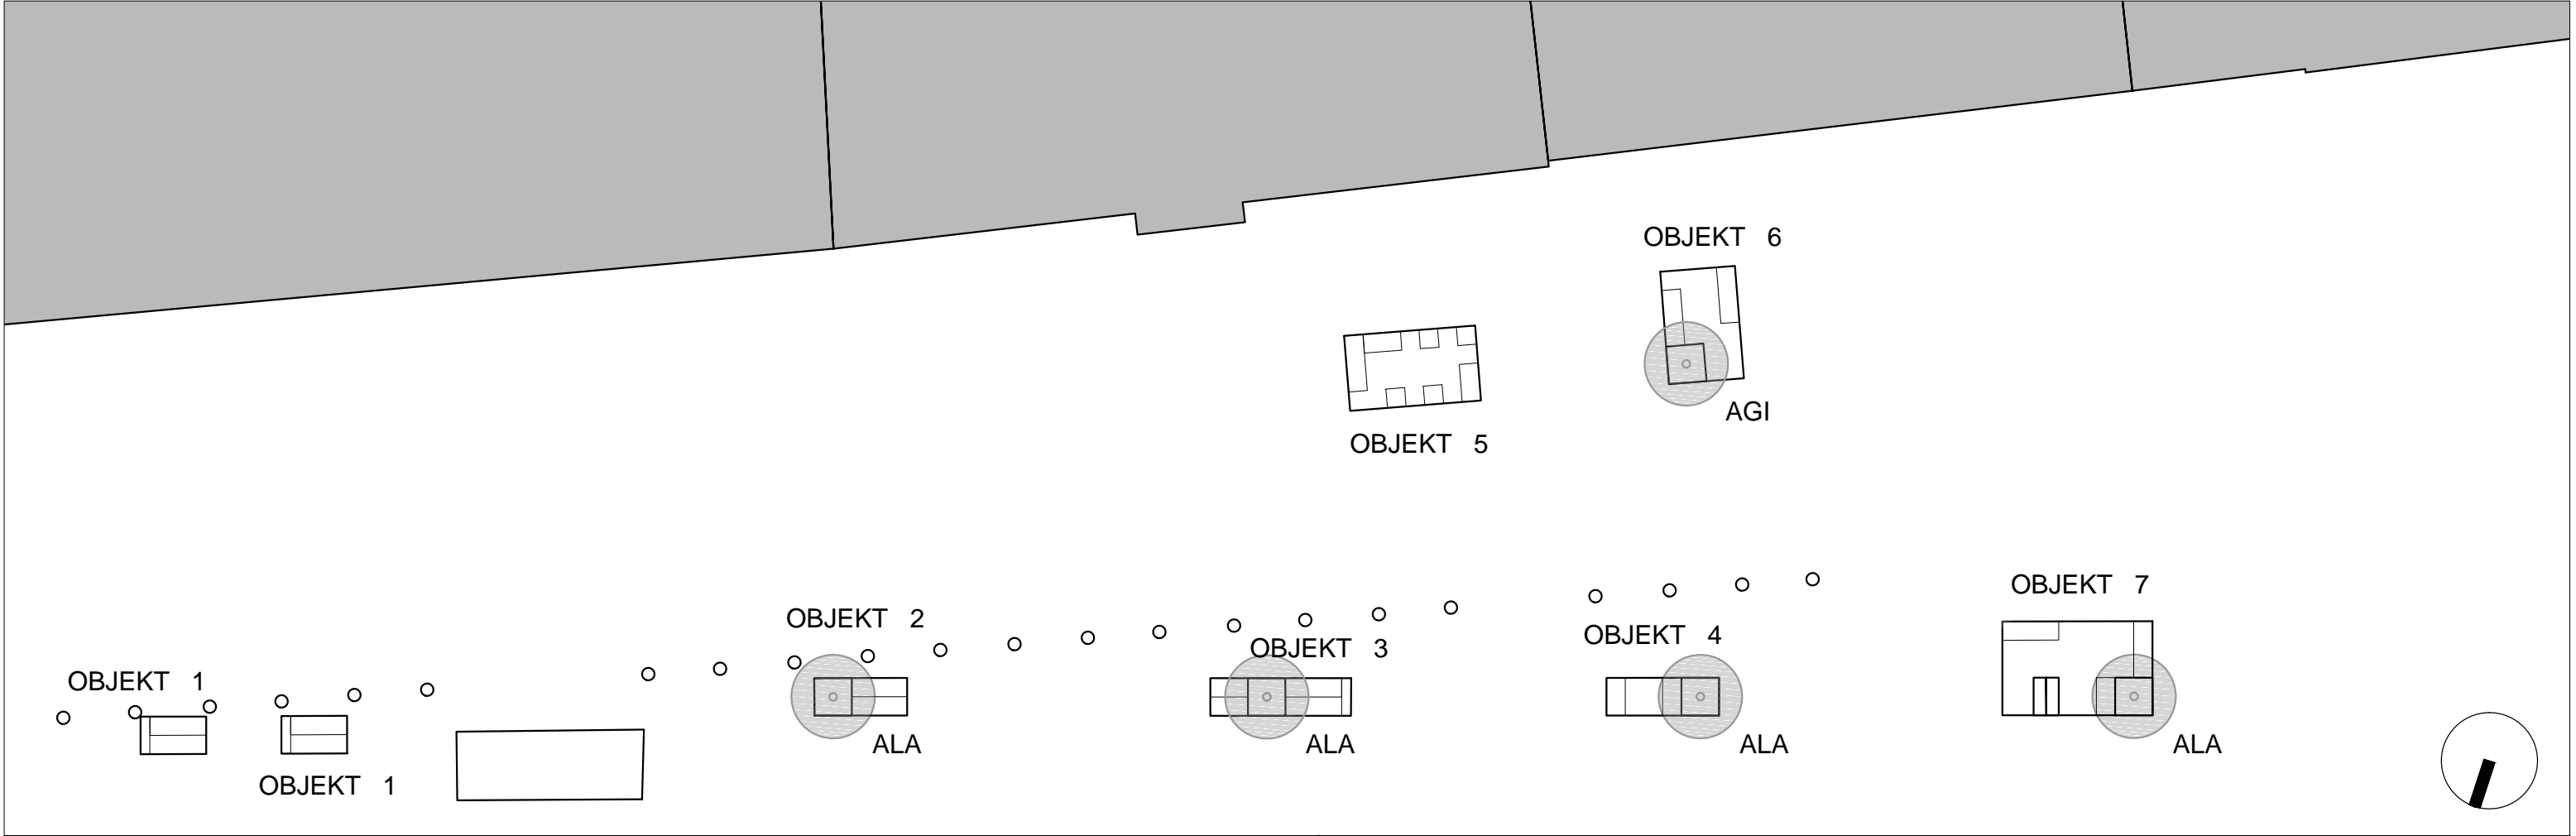 OBJEKT 6
AGI
OBJEKT 5
OBJEKT 7
OBJEKT 2
OBJEKT 4
OBJEKT 3
OBJEKT 1
ALA
ALA
ALA
ALA
OBJEKT 1